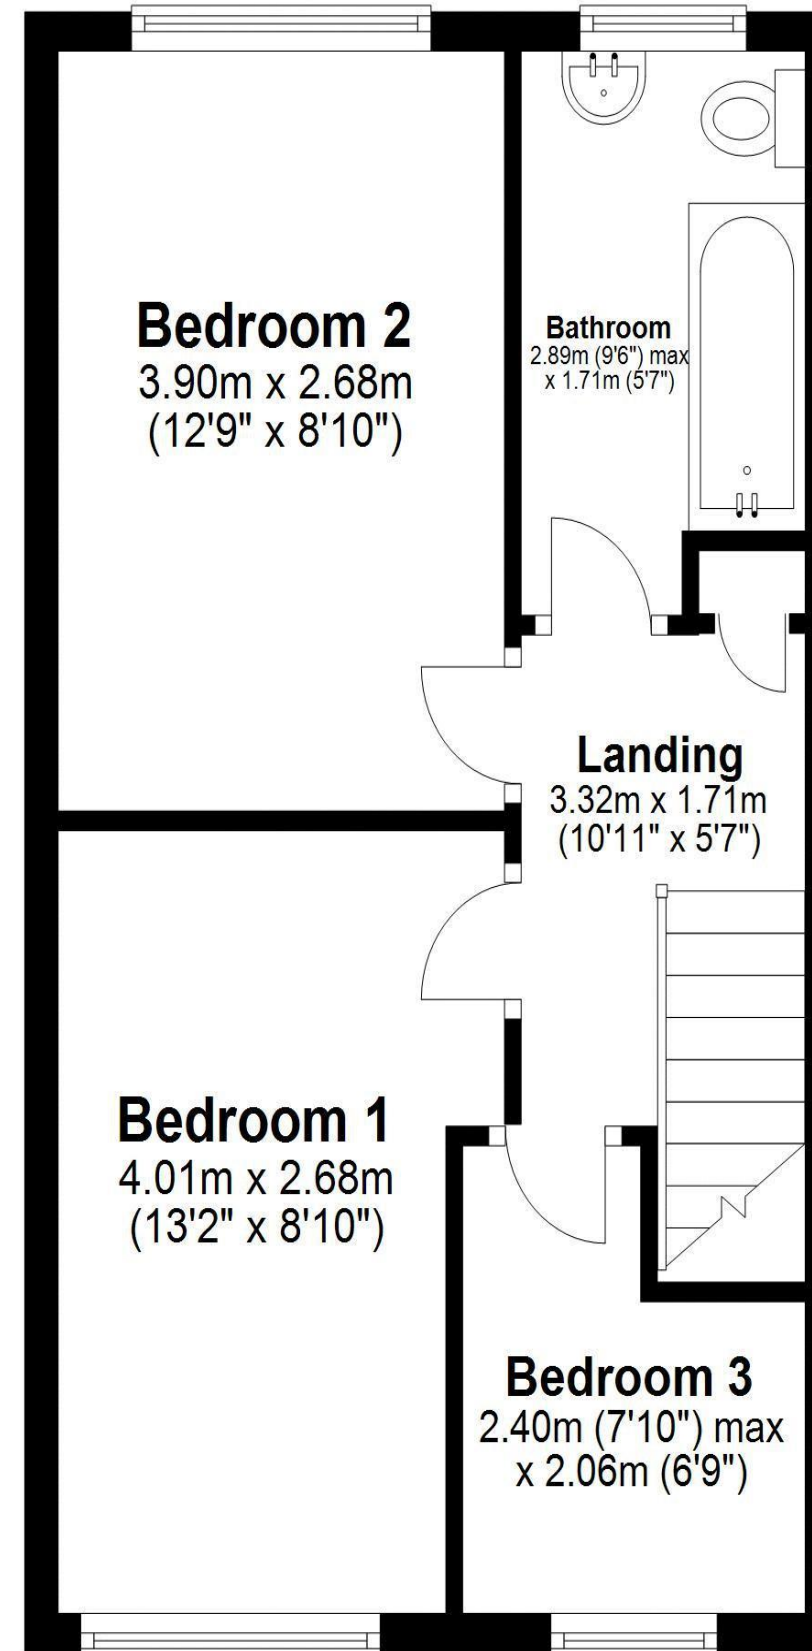 Bedroom 2
3.90m x 2.68m
(12'9" x 8'10")
Bathroom
2.89m (9'6") max
x 1.71m (5'7")
Landing
3.32m x 1.71m
(10'11" x 5'7")
Bedroom 1
4.01m x 2.68m
(13'2" x 8'10")
Bedroom 3
2.40m (7'10") max
x 2.06m (6'9")